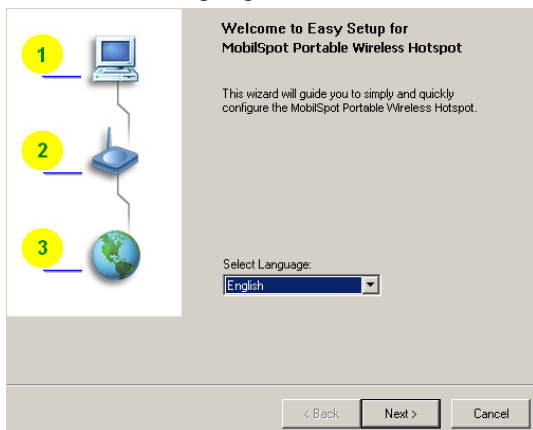 Welcome to Easy Setup for
MobilSpot Portable Wireless Hotspot
1
This wizard will guide you to simply and quickly
configure the MobilSpot Portable Wireless Hotspot.
2
3
Select Language:
English
< Back
Next >
Cancel